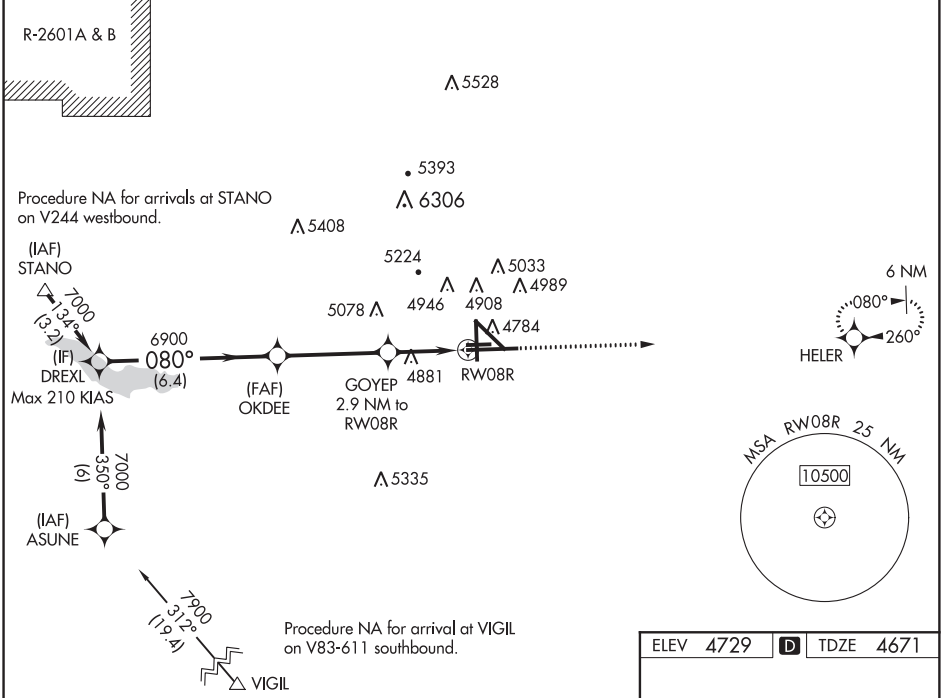 R-2601A & B
5528
5393
6306
Procedure NA for arrivals at STANO
on V244 westbound.
5408
(IAF)
STANO
5224
5033
6 NM
7000
134°
(3.2)
4946
4908
4989
080°
5078
4784
260°
HELER
(IF)
DREXL
Max 210 KIAS
6900
080°
(6.4)
(FAF)
OKDEE
GOYEP
2.9 NM to
RW08R
4881
RW08R
MSA RW08R 25 NM
10500
7000
350°
(6)
5335
(IAF)
ASUNE
7900
312°
(19.4)
Procedure NA for arrival at VIGIL
on V83-611 southbound.
VIGIL
ELEV 4729 D TDZE 4671